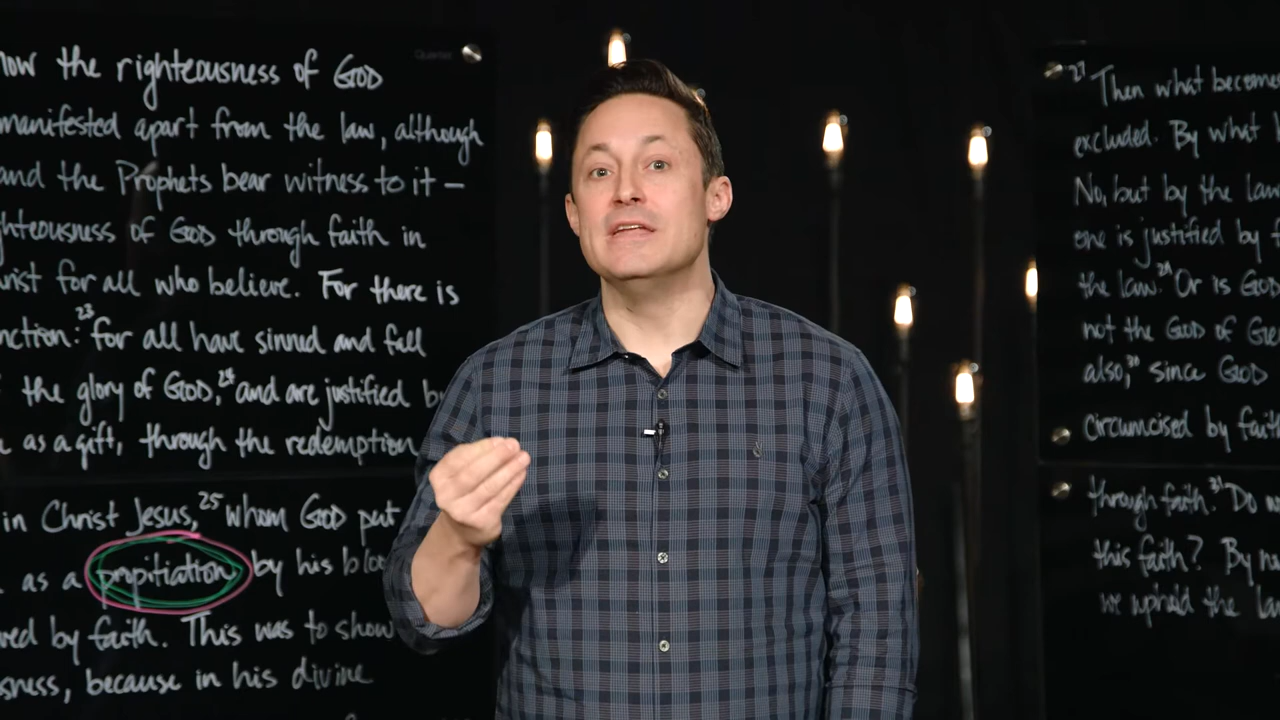 now the righteousness of GOD
manifested apart from the law, although
and the Prophets bear witness to it —
ghteousness of GOD through faith in
rist for all who believe. For there is
nction: 23 for all have sinned and fall
the glory of GOD, 24 and are justified b
as a gift, through the redemption
in Christ Jesus, 25 whom GOD put
as a propitiation by his bloo
ved by faith. This was to show
sness, because in his divine
27 Then what become
excluded. By what
No, but by the law
one is justified by f
the law. 29 Or is GOD
not the GOD of Ge
also, 30 since GOD
circumcised by faith
through faith. 31 Do w
this faith? By n
we uphold the la